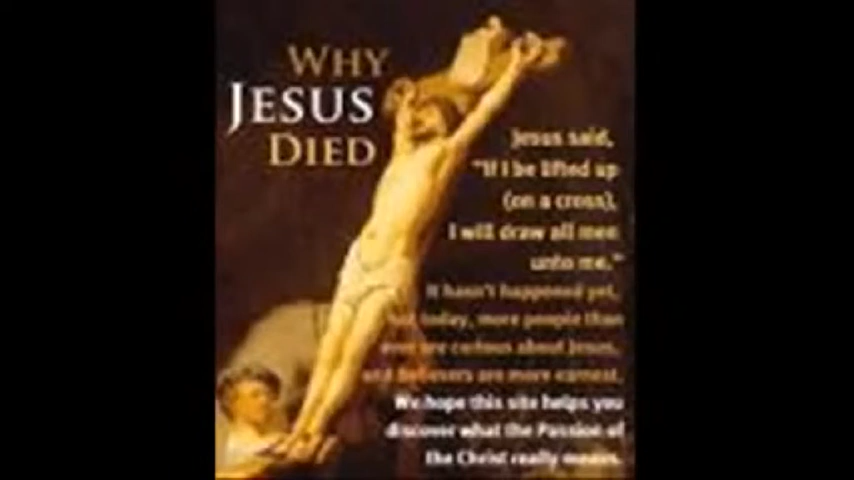 WHY
JESUS
DIED
Jesus said,
"If I be lifted up
(on a cross),
I will draw all men
unto me."
It hasn't happened yet,
but today, more people than
ever are curious about Jesus,
and Believers are more earnest.
We hope this site helps you
discover what the Passion of
the Christ really means.